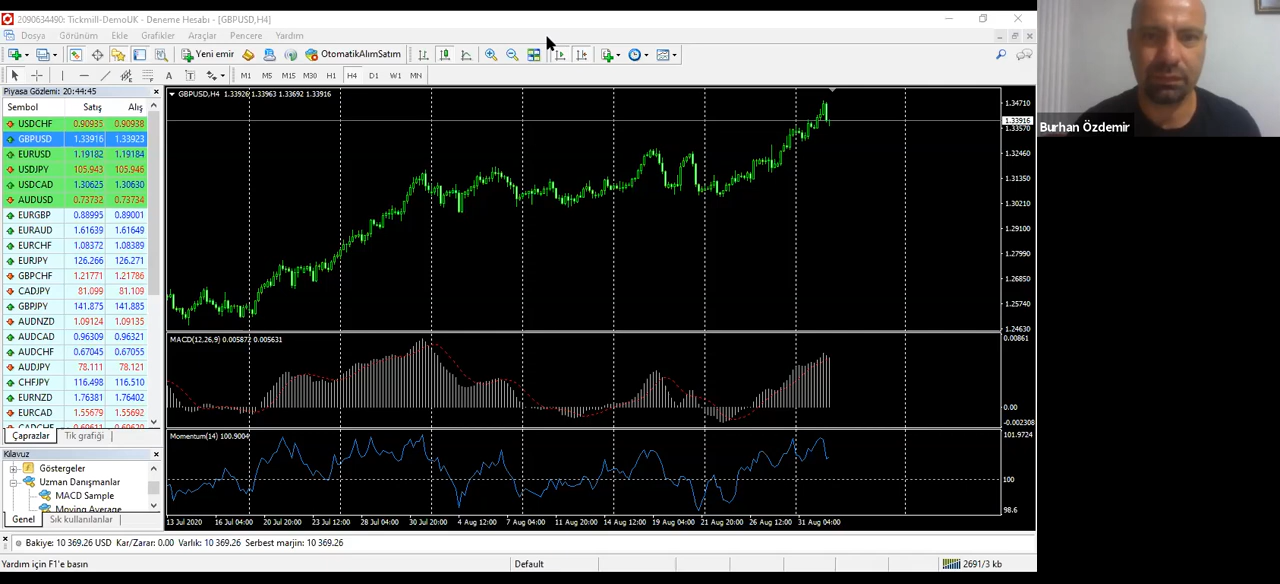 2090634490: Tickmill-DemoUK - Deneme Hesabı - [GBPUSD,H4]
Dosya Görünüm Ekle Grafikler Araçlar Pencere Yardım
Yeni emir OtomatikAlımSatım
A T M1 M5 M15 M30 H1 H4 D1 W1 MN
Piyasa Gözlemi: 20:44:45
Sembol Satış Alış
USDCHF 0.90935 0.90938
GBPUSD 1.33916 1.33923
EURUSD 1.19182 1.19184
USDJPY 105.943 105.946
USDCAD 1.30625 1.30630
AUDUSD 0.73732 0.73734
EURGBP 0.88995 0.89001
EURAUD 1.61639 1.61649
EURCHF 1.08372 1.08389
EURJPY 126.266 126.271
GBPCHF 1.21771 1.21786
CADJPY 81.099 81.109
GBPJPY 141.875 141.885
AUDNZD 1.09124 1.09135
AUDCAD 0.96309 0.96321
AUDCHF 0.67045 0.67055
AUDJPY 78.111 78.121
CHFJPY 116.498 116.510
EURNZD 1.76381 1.76402
EURCAD 1.55679 1.55692
Çaprazlar Tik grafiği
Kılavuz
Göstergeler
Uzman Danışmanlar
MACD Sample
Moving Average
Genel Sık kullanılanlar
GBPUSD,H4 1.33926 1.33963 1.33692 1.33916
1.34710
1.33916
1.33570
1.32460
1.31350
1.30210
1.29100
1.27990
1.26850
1.25740
1.24630
MACD(12,26,9) 0.005872 0.005631
0.00861
0.00
-0.002308
Momentum(14) 100.9004
101.9724
100
98.6
13 Jul 2020 16 Jul 04:00 20 Jul 20:00 23 Jul 12:00 28 Jul 04:00 30 Jul 20:00 4 Aug 12:00 7 Aug 04:00 11 Aug 20:00 14 Aug 12:00 19 Aug 04:00 21 Aug 20:00 26 Aug 12:00 31 Aug 04:00
Bakiye: 10 369.26 USD Kar/Zarar: 0.00 Varlık: 10 369.26 Serbest marjin: 10 369.26
Yardım için F1'e basın Default 2691/3 kb
Burhan Özdemir